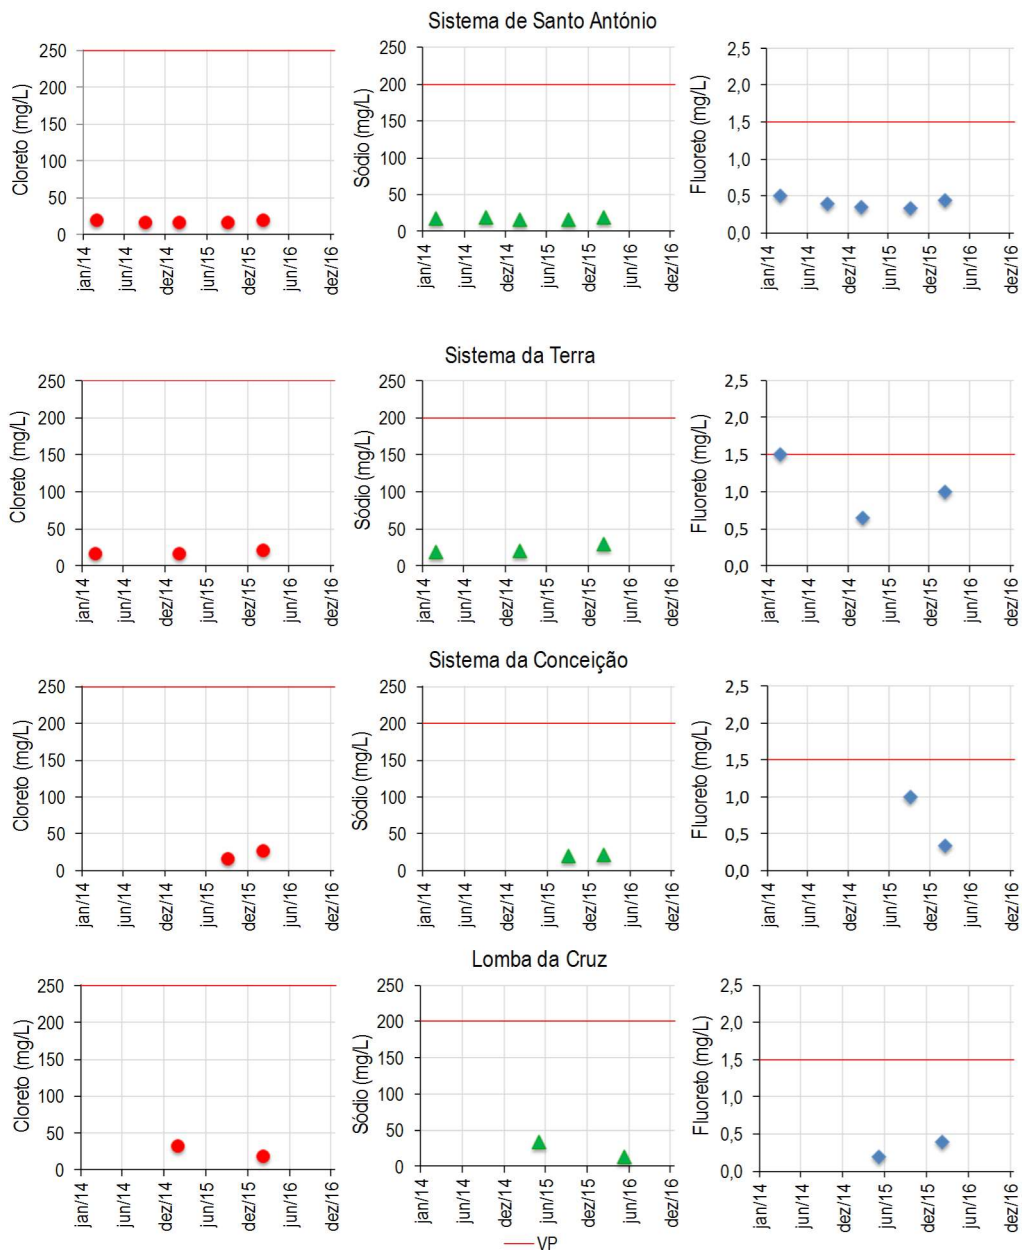 Sistema de Santo António
Cloreto (mg/L)
250
200
150
100
50
0
jan/14
jun/14
dez/14
jun/15
dez/15
jun/16
dez/16
Sódio (mg/L)
250
200
150
100
50
0
jan/14
jun/14
dez/14
jun/15
dez/15
jun/16
dez/16
Fluoreto (mg/L)
2,5
2,0
1,5
1,0
0,5
0,0
jan/14
jun/14
dez/14
jun/15
dez/15
jun/16
dez/16
Sistema da Terra
Cloreto (mg/L)
250
200
150
100
50
0
jan/14
jun/14
dez/14
jun/15
dez/15
jun/16
dez/16
Sódio (mg/L)
250
200
150
100
50
0
jan/14
jun/14
dez/14
jun/15
dez/15
jun/16
dez/16
Fluoreto (mg/L)
2,5
2,0
1,5
1,0
0,5
0,0
jan/14
jun/14
dez/14
jun/15
dez/15
jun/16
dez/16
Sistema da Conceição
Cloreto (mg/L)
250
200
150
100
50
0
jan/14
jun/14
dez/14
jun/15
dez/15
jun/16
dez/16
Sódio (mg/L)
250
200
150
100
50
0
jan/14
jun/14
dez/14
jun/15
dez/15
jun/16
dez/16
Fluoreto (mg/L)
2,5
2,0
1,5
1,0
0,5
0,0
jan/14
jun/14
dez/14
jun/15
dez/15
jun/16
dez/16
Lomba da Cruz
Cloreto (mg/L)
250
200
150
100
50
0
jan/14
jun/14
dez/14
jun/15
dez/15
jun/16
dez/16
Sódio (mg/L)
250
200
150
100
50
0
jan/14
jun/14
dez/14
jun/15
dez/15
jun/16
dez/16
Fluoreto (mg/L)
2,5
2,0
1,5
1,0
0,5
0,0
jan/14
jun/14
dez/14
jun/15
dez/15
jun/16
dez/16
VP